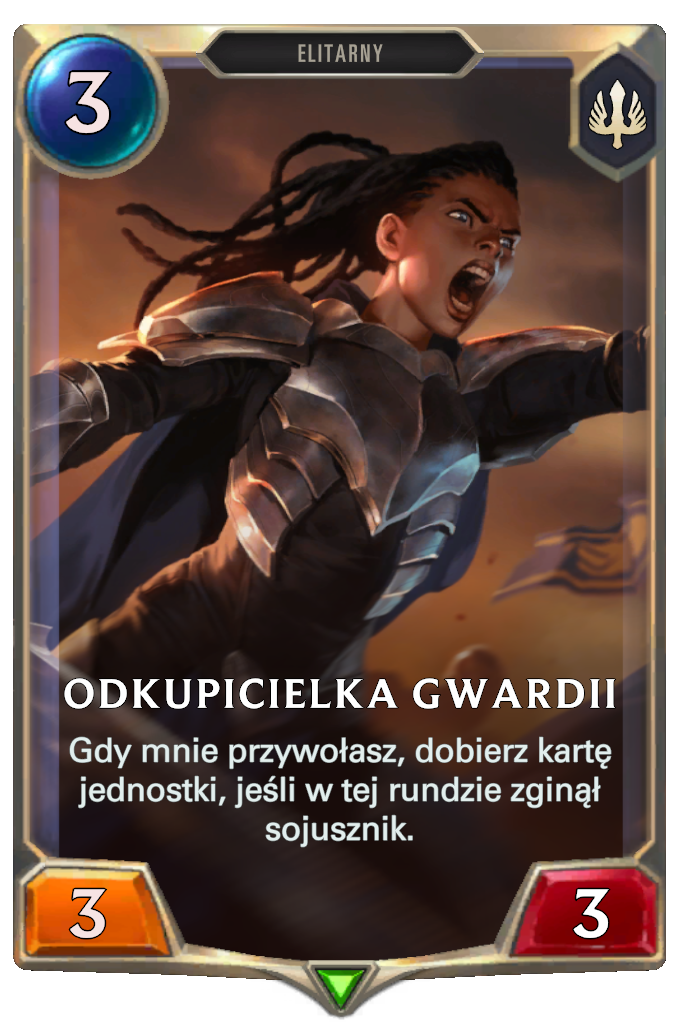 3
ELITARNY
ODKUPICIELKA GWARDII
Gdy mnie przywołasz, dobierz kartę
jednostki, jeśli w tej rundzie zginął
sojusznik.
3
3